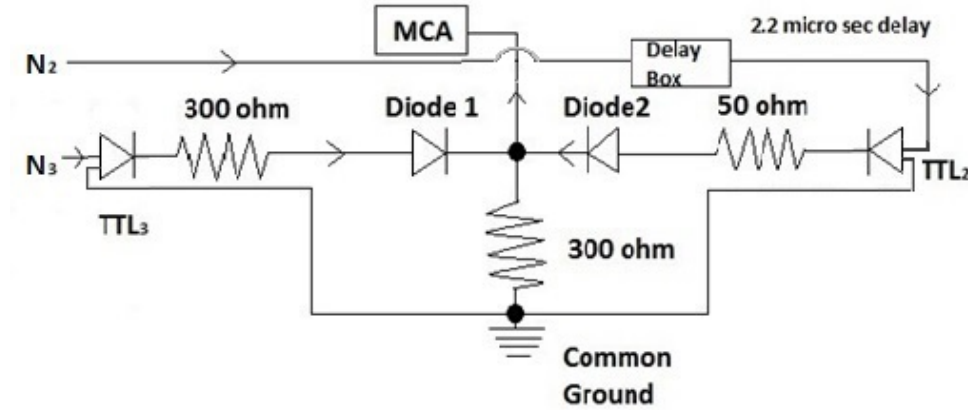 MCA
2.2 micro sec delay
N₂
Delay
Box
300 ohm
Diode 1
Diode2
50 ohm
N₃
TTL₃
TTL₂
300 ohm
Common
Ground